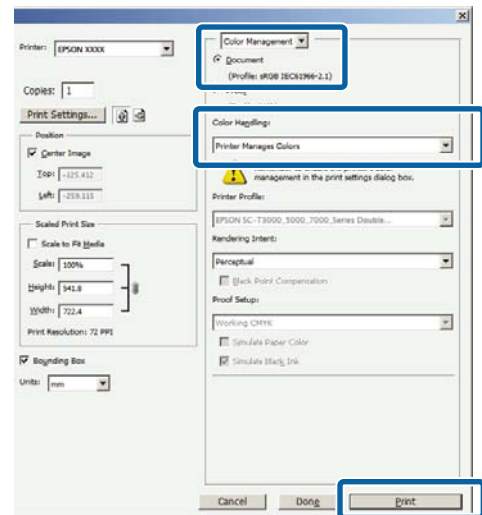 Printer: EPSON XXXX
Copies: 1
Print Settings...
Position
Center Image
Top: -125.412
Left: -259.115
Scaled Print Size
Scale to Fit Media
Scale: 100%
Height: 541.8
Width: 722.4
Print Resolution: 72 PPI
Bounding Box
Units: mm
Color Management
Document
(Profile: sRGB IEC61966-2.1)
Color Handling:
Printer Manages Colors
management in the print settings dialog box.
Printer Profile:
EPSON SC-T3000_5000_7000_Series Double...
Rendering Intent:
Perceptual
Black Point Compensation
Proof Setup:
Working CMYK
Simulate Paper Color
Simulate Black Ink
Cancel
Done
Print